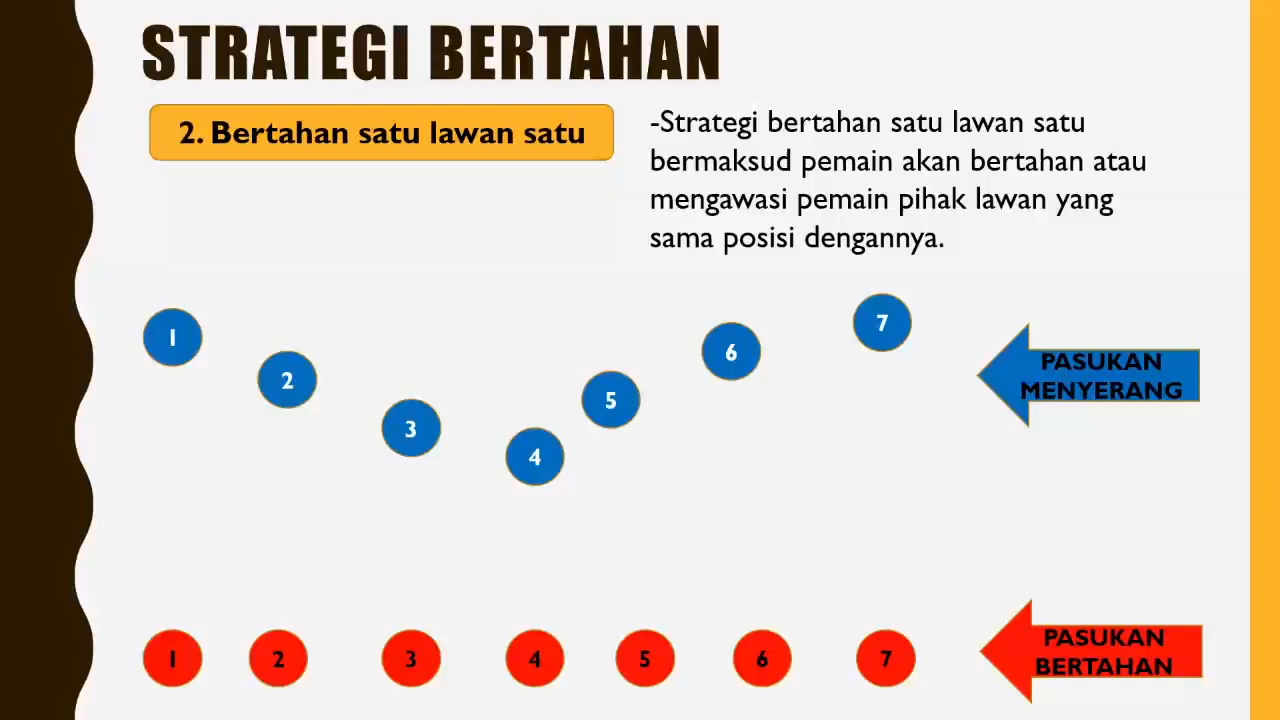 STRATEGI BERTAHAN
2. Bertahan satu lawan satu
-Strategi bertahan satu lawan satu
bermaksud pemain akan bertahan atau
mengawasi pemain pihak lawan yang
sama posisi dengannya.
1
2
3
4
5
6
7
PASUKAN
MENYERANG
1
2
3
4
5
6
7
PASUKAN
BERTAHAN